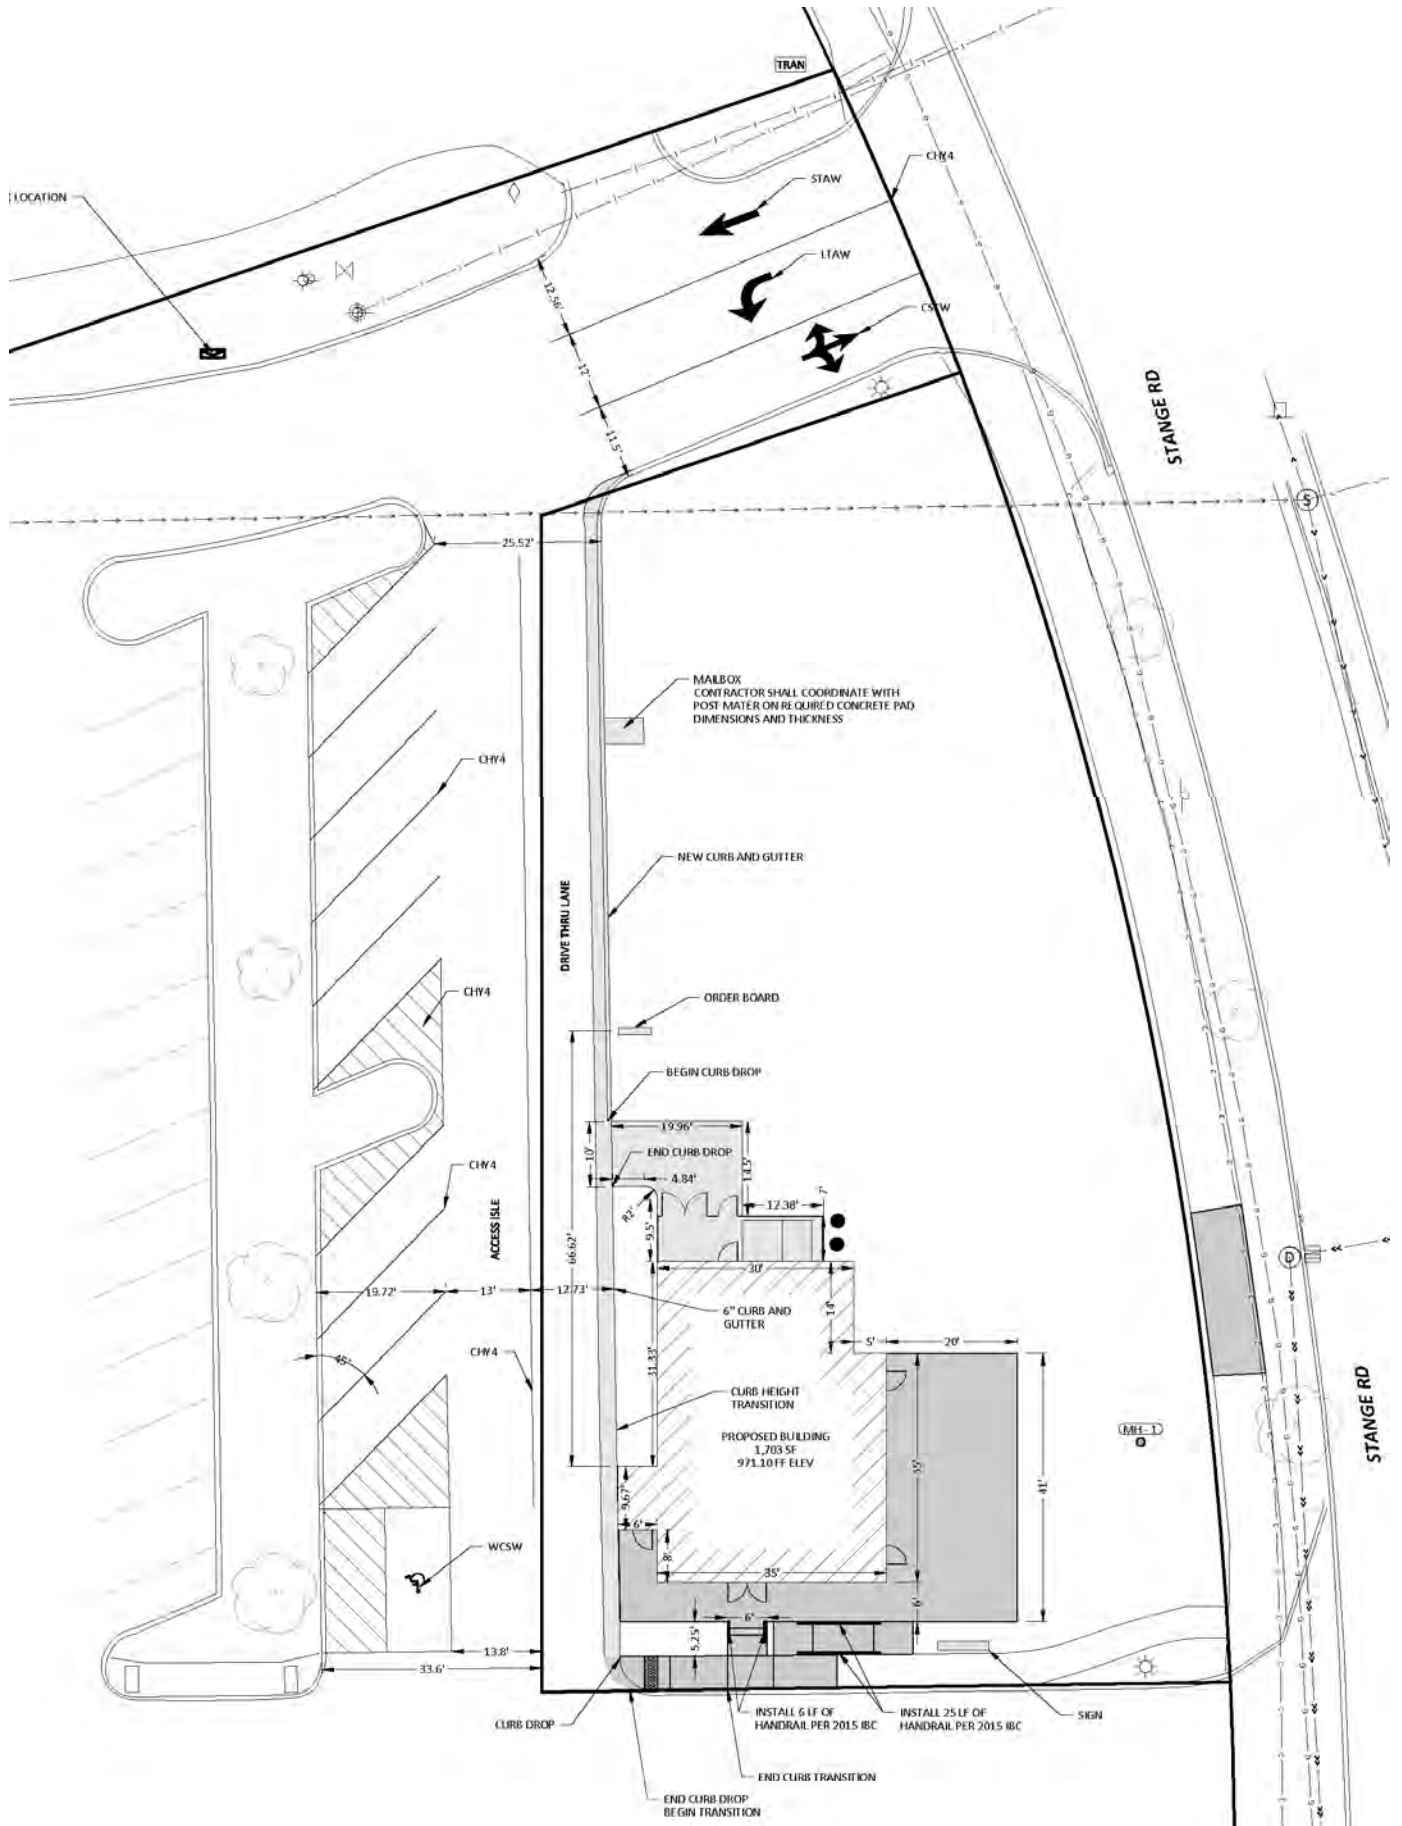 TRAN
CHY4
STAW
LOCATION
LTAW
12.56'
CSTW
12'
STANGE RD
11.5'
S
25.52'
MAILBOX
CONTRACTOR SHALL COORDINATE WITH
POST MATER ON REQUIRED CONCRETE PAD
DIMENSIONS AND THICKNESS
CHY4
NEW CURB AND GUTTER
DRIVE THRU LANE
CHY4
ORDER BOARD
BEGIN CURB DROP
19.96'
10'
END CURB DROP
14.5'
CHY4
4.84'
12.38'
7'
R2'
9.5'
ACCESS ISLE
66.62'
D
30'
19.72'
13'
12.73'
6" CURB AND
GUTTER
14'
5'
20'
CHY4
45°
31.33'
CURB HEIGHT
TRANSITION
PROPOSED BUILDING
1,703 SF
971.10 FF ELEV
MH-1
STANGE RD
35'
41'
9.67'
6'
WCSW
8'
35'
6'
6'
5.25'
13.8'
33.6'
CURB DROP
INSTALL 6 LF OF
HANDRAIL PER 2015 IBC
INSTALL 25 LF OF
HANDRAIL PER 2015 IBC
SIGN
END CURB TRANSITION
END CURB DROP
BEGIN TRANSITION